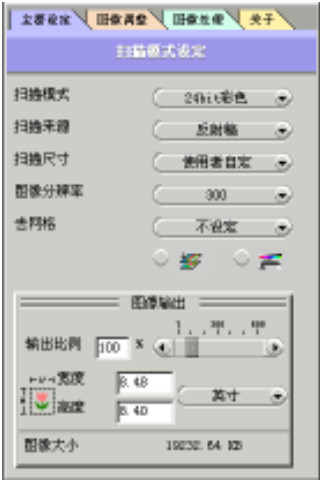 主要设定 图像调整 图像处理 关于
扫描模式设定
扫描模式 24bit彩色
扫描来源 反射稿
扫描尺寸 使用者自定
图像分辨率 300
去网格 不设定
图像输出
输出比例 100 %
宽度 8.48 英寸
高度 8.40
图像大小 19232.64 KB